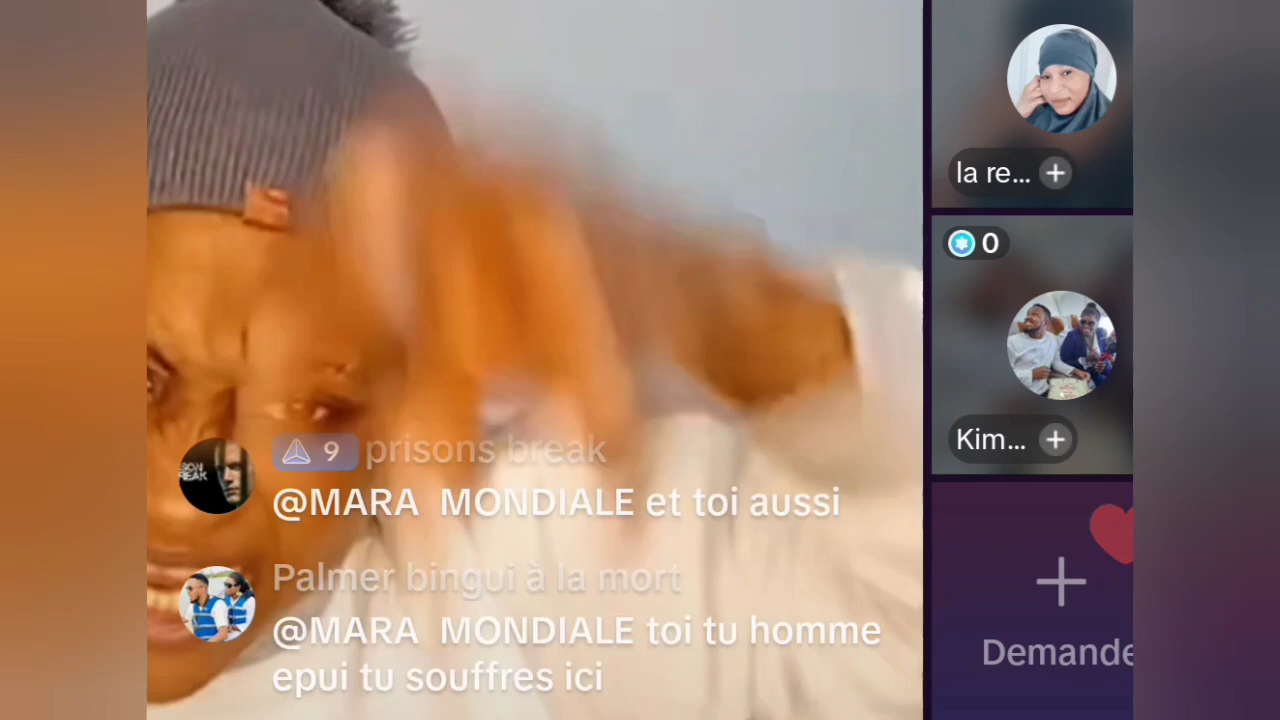 la re...
0
Kim...
9 prisons break
@MARA MONDIALE et toi aussi
Palmer bingui à la mort
@MARA MONDIALE toi tu homme
epui tu souffres ici
Demande